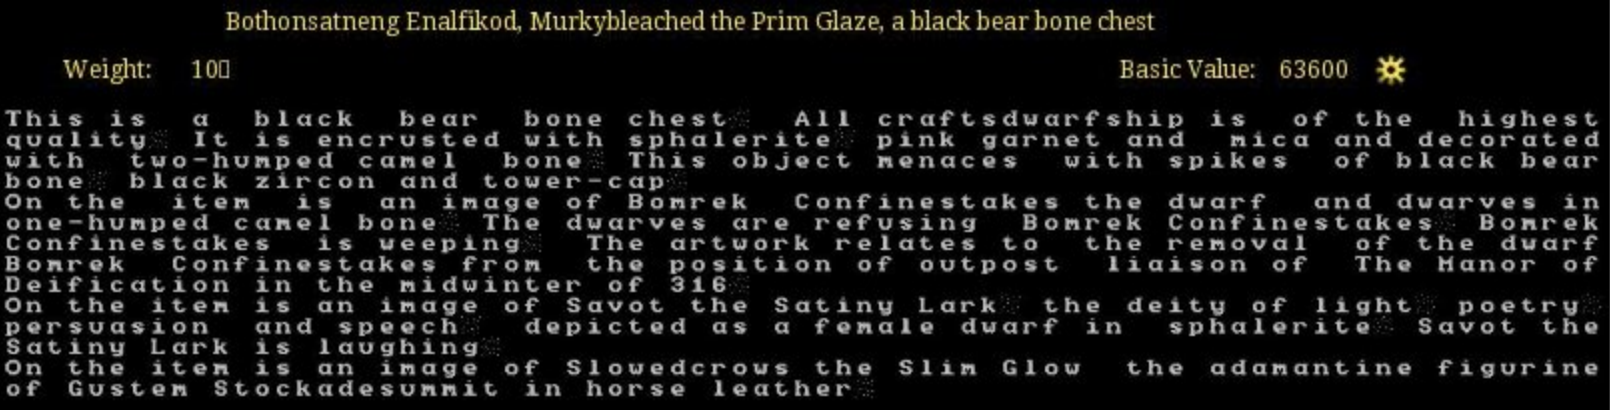 Bothonsatneng Enalfikod, Murkybleached the Prim Glaze, a black bear bone chest
Weight: 10▯ Basic Value: 63600 ☼
This is a black bear bone chest░ All craftsdwarfship is of the highest
quality░ It is encrusted with sphalerite░ pink garnet and mica and decorated
with two-humped camel bone░ This object menaces with spikes of black bear
bone░ black zircon and tower-cap░
On the item is an image of Bomrek Confinestakes the dwarf and dwarves in
one-humped camel bone░ The dwarves are refusing Bomrek Confinestakes░ Bomrek
Confinestakes is weeping░ The artwork relates to the removal of the dwarf
Bomrek Confinestakes from the position of outpost liaison of The Manor of
Deification in the midwinter of 316░
On the item is an image of Savot the Satiny Lark░ the deity of light░ poetry░
persuasion and speech░ depicted as a female dwarf in sphalerite░ Savot the
Satiny Lark is laughing░
On the item is an image of Slowedcrows the Slim Glow the adamantine figurine
of Gustem Stockadesummit in horse leather░